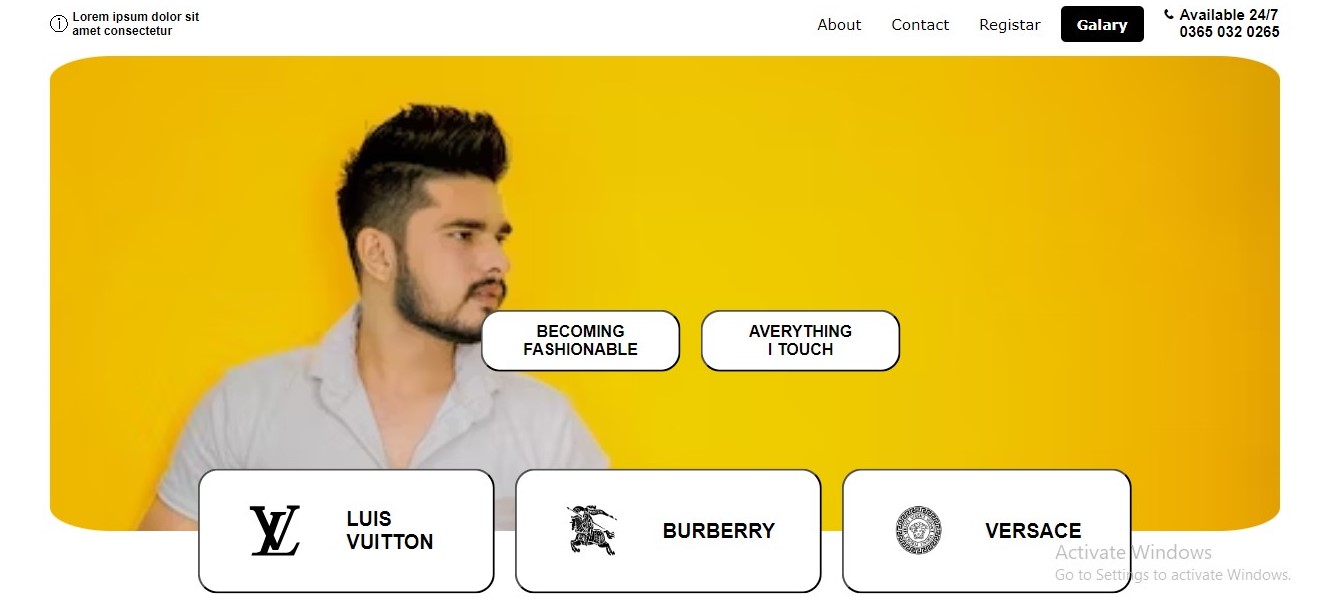 Lorem ipsum dolor sit
amet consectetur
About
Contact
Registar
Galary
Available 24/7
0365 032 0265
BECOMING
FASHIONABLE
AVERYTHING
I TOUCH
LV
LUIS
VUITTON
BURBERRY
VERSACE
Activate Windows
Go to Settings to activate Windows.